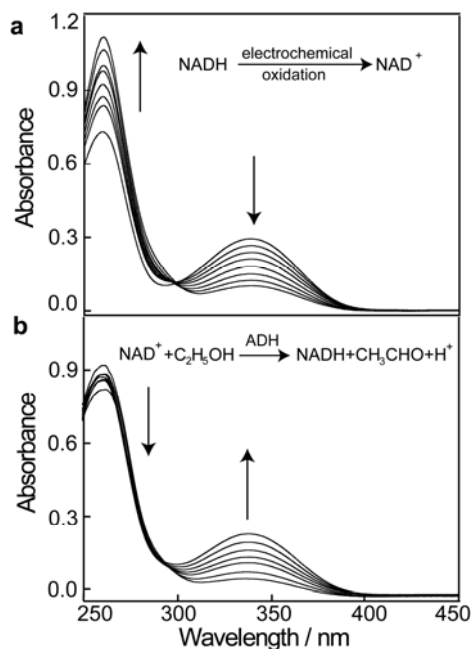 a
1.2
0.9
0.6
0.3
0.0
Absorbance
NADH electrochemical oxidation NAD⁺
b
0.9
0.6
0.3
0.0
Absorbance
NAD⁺+C₂H₅OH ADH NADH+CH₃CHO+H⁺
250 300 350 400 450
Wavelength / nm